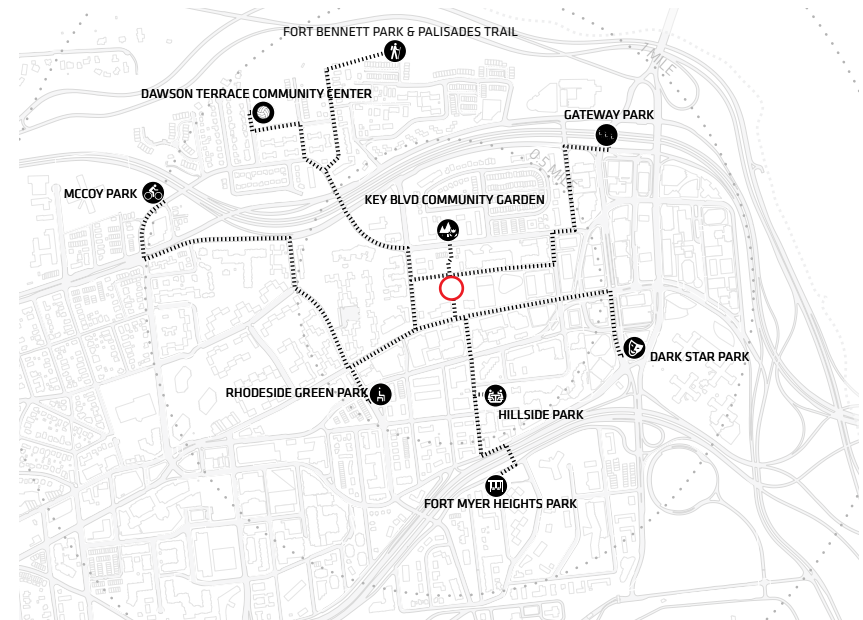 FORT BENNETT PARK & PALISADES TRAIL
1 MILE
DAWSON TERRACE COMMUNITY CENTER
GATEWAY PARK
0.5 MILE
MCCOY PARK
KEY BLVD COMMUNITY GARDEN
DARK STAR PARK
RHODESIDE GREEN PARK
HILLSIDE PARK
FORT MYER HEIGHTS PARK